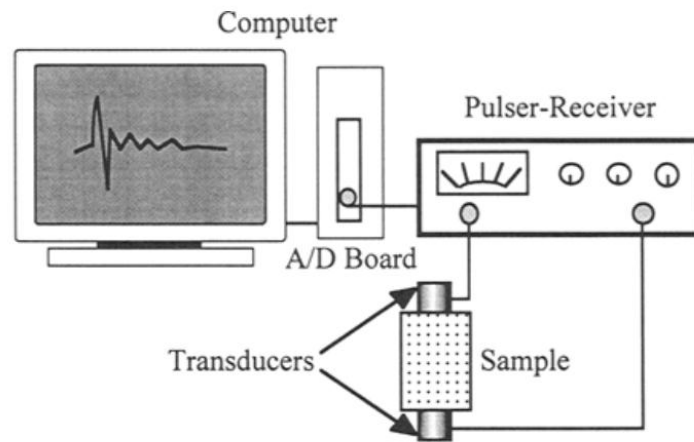 Computer
Pulser-Receiver
A/D Board
Transducers
Sample